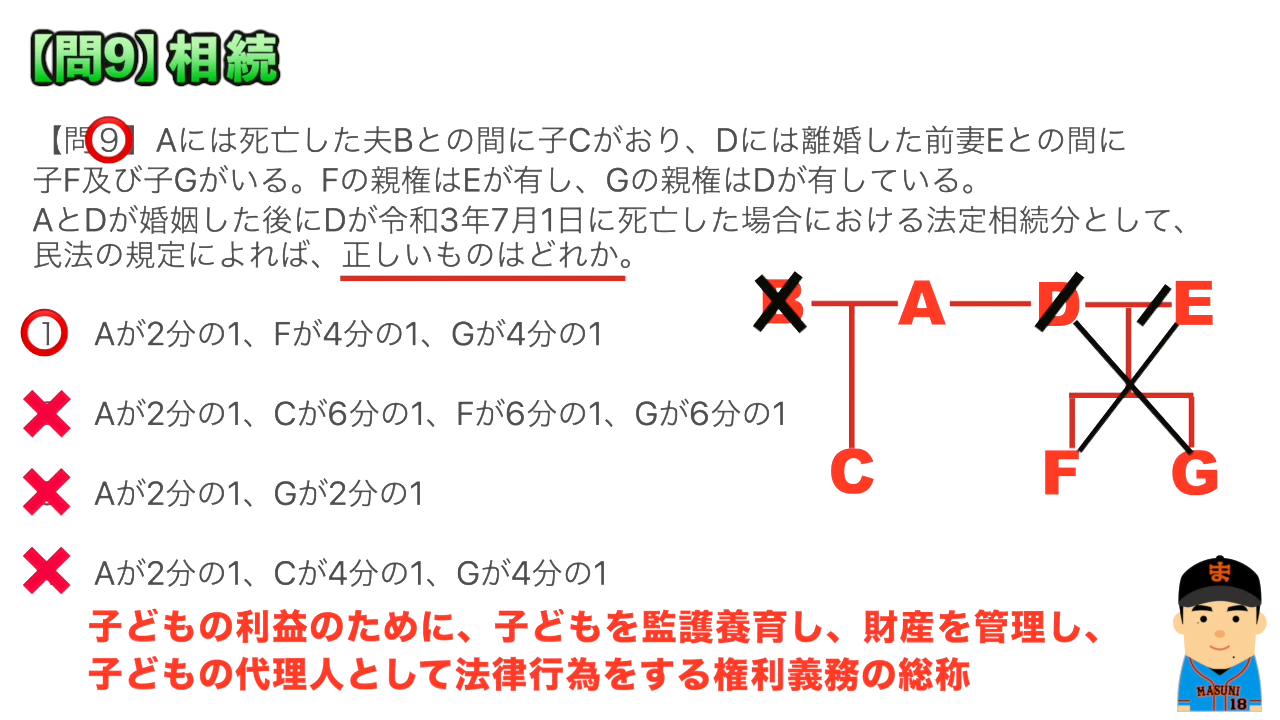 【問9】相続
【問9】 Aには死亡した夫Bとの間に子Cがおり、Dには離婚した前妻Eとの間に
子F及び子Gがいる。Fの親権はEが有し、Gの親権はDが有している。
AとDが婚姻した後にDが令和3年7月1日に死亡した場合における法定相続分として、
民法の規定によれば、正しいものはどれか。
B A D E
1 Aが2分の1、Fが4分の1、Gが4分の1
Aが2分の1、Cが6分の1、Fが6分の1、Gが6分の1
C F G
Aが2分の1、Gが2分の1
Aが2分の1、Cが4分の1、Gが4分の1
子どもの利益のために、子どもを監護養育し、財産を管理し、
子どもの代理人として法律行為をする権利義務の総称
ま
MASUNI
18